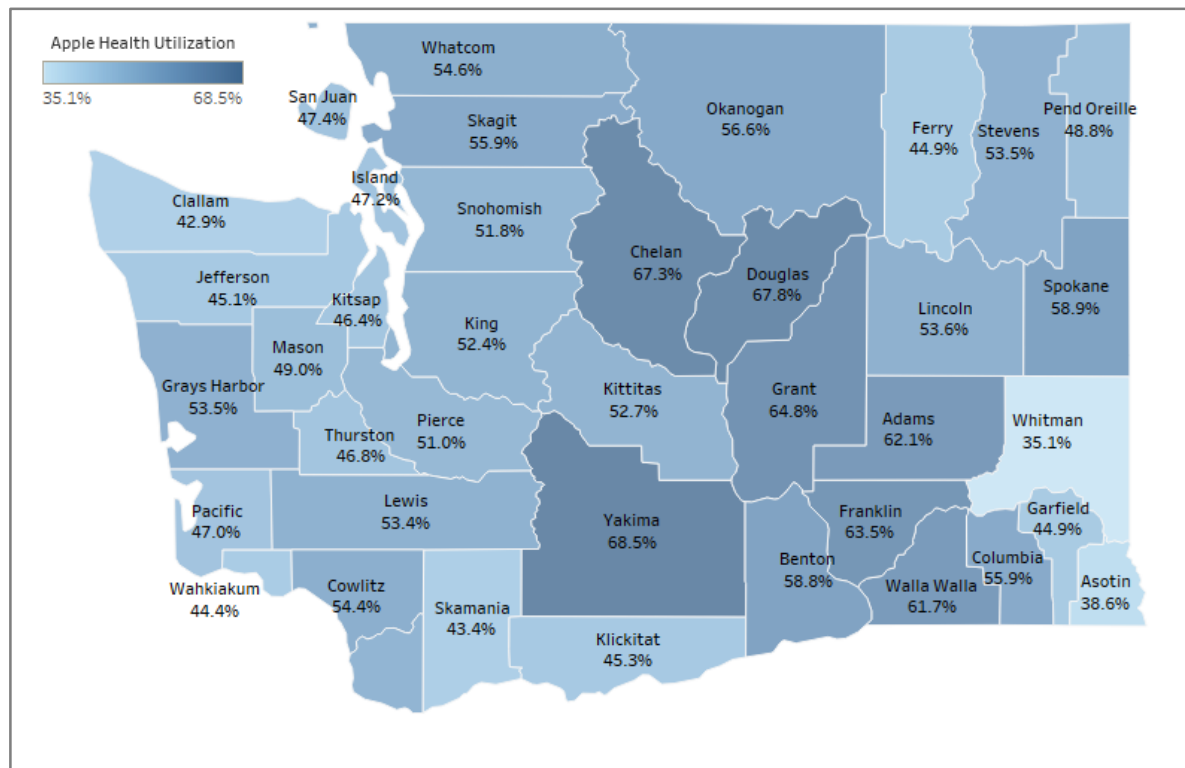 Apple Health Utilization
35.1% 68.5%
Whatcom
54.6%
San Juan
47.4%
Skagit
55.9%
Okanogan
56.6%
Ferry
44.9%
Stevens
53.5%
Pend Oreille
48.8%
Island
47.2%
Clallam
42.9%
Snohomish
51.8%
Chelan
67.3%
Douglas
67.8%
Jefferson
45.1%
Kitsap
46.4%
King
52.4%
Lincoln
53.6%
Spokane
58.9%
Mason
49.0%
Grays Harbor
53.5%
Kittitas
52.7%
Grant
64.8%
Adams
62.1%
Whitman
35.1%
Thurston
46.8%
Pierce
51.0%
Pacific
47.0%
Lewis
53.4%
Yakima
68.5%
Franklin
63.5%
Garfield
44.9%
Benton
58.8%
Walla Walla
61.7%
Columbia
55.9%
Asotin
38.6%
Wahkiakum
44.4%
Cowlitz
54.4%
Skamania
43.4%
Klickitat
45.3%